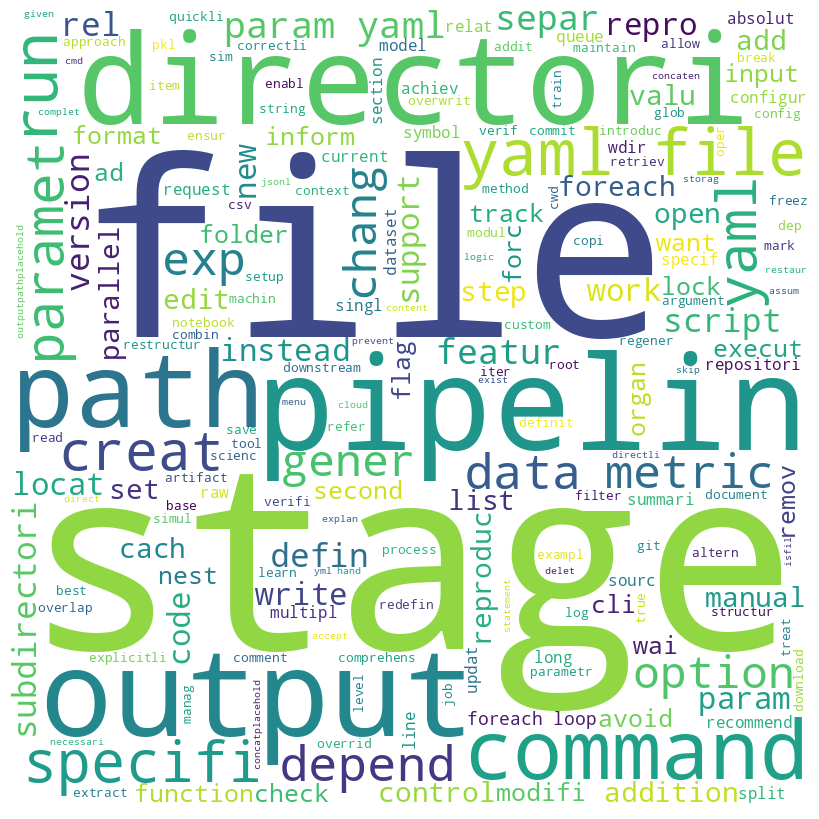 given
rel
quickli
param yaml
separ
repro
absolut
approach
pkl
correctli
relat
queue
allow
cmd
sim
model
addit
maintain
add
break
run
directori
item
enabl
achiev
section
overwrit
train
concaten
input
complet
string
valu
configur
format
inform
symbol
verif
commit
introduc
glob
config
ensur
paramet
version
ad
new
current
yaml file
wdir
retriev
oper
request
jsonl
context
chang
support
method
cwd
foreach
storag
freez
csv
dataset
track
open
yaml
dep
folder
modul
copi
want
mark
parallel
exp
forc
specif
logic
restaur
outputpathplacehold
setup
file
step
work
lock
assum
edit
machin
singl
content
argument
notebook
custom
script
combin
regener
restructur
instead
prevent
featur
execut
flag
iter
root
repositori
downstream
exist
skip
path
pipelin
organ
menu
cloud
save
refer
definit
read
creat
tool
scienc
gener
directli
locat
set
artifact
data
metric
remov
direct
base
raw
second
list
filter
summari
document
verifi
simul
explan
stage
reproduc
exampl
git
altern
isfil
cach
defin
process
delet
subdirectori
nest
learn
yml
hand
sourc
best
write
redefin
cli
manual
overlap
code
multipl
log
true
structur
accept
statement
wai
treat
explicitli
comment
comprehens
updat
long
option
download
manag
level
job
parametr
param
output
foreach loop
avoid
recommend
necessari
concatplacehold
overrid
line
specifi
depend
command
extract
function
check
control
modifi
addition
split